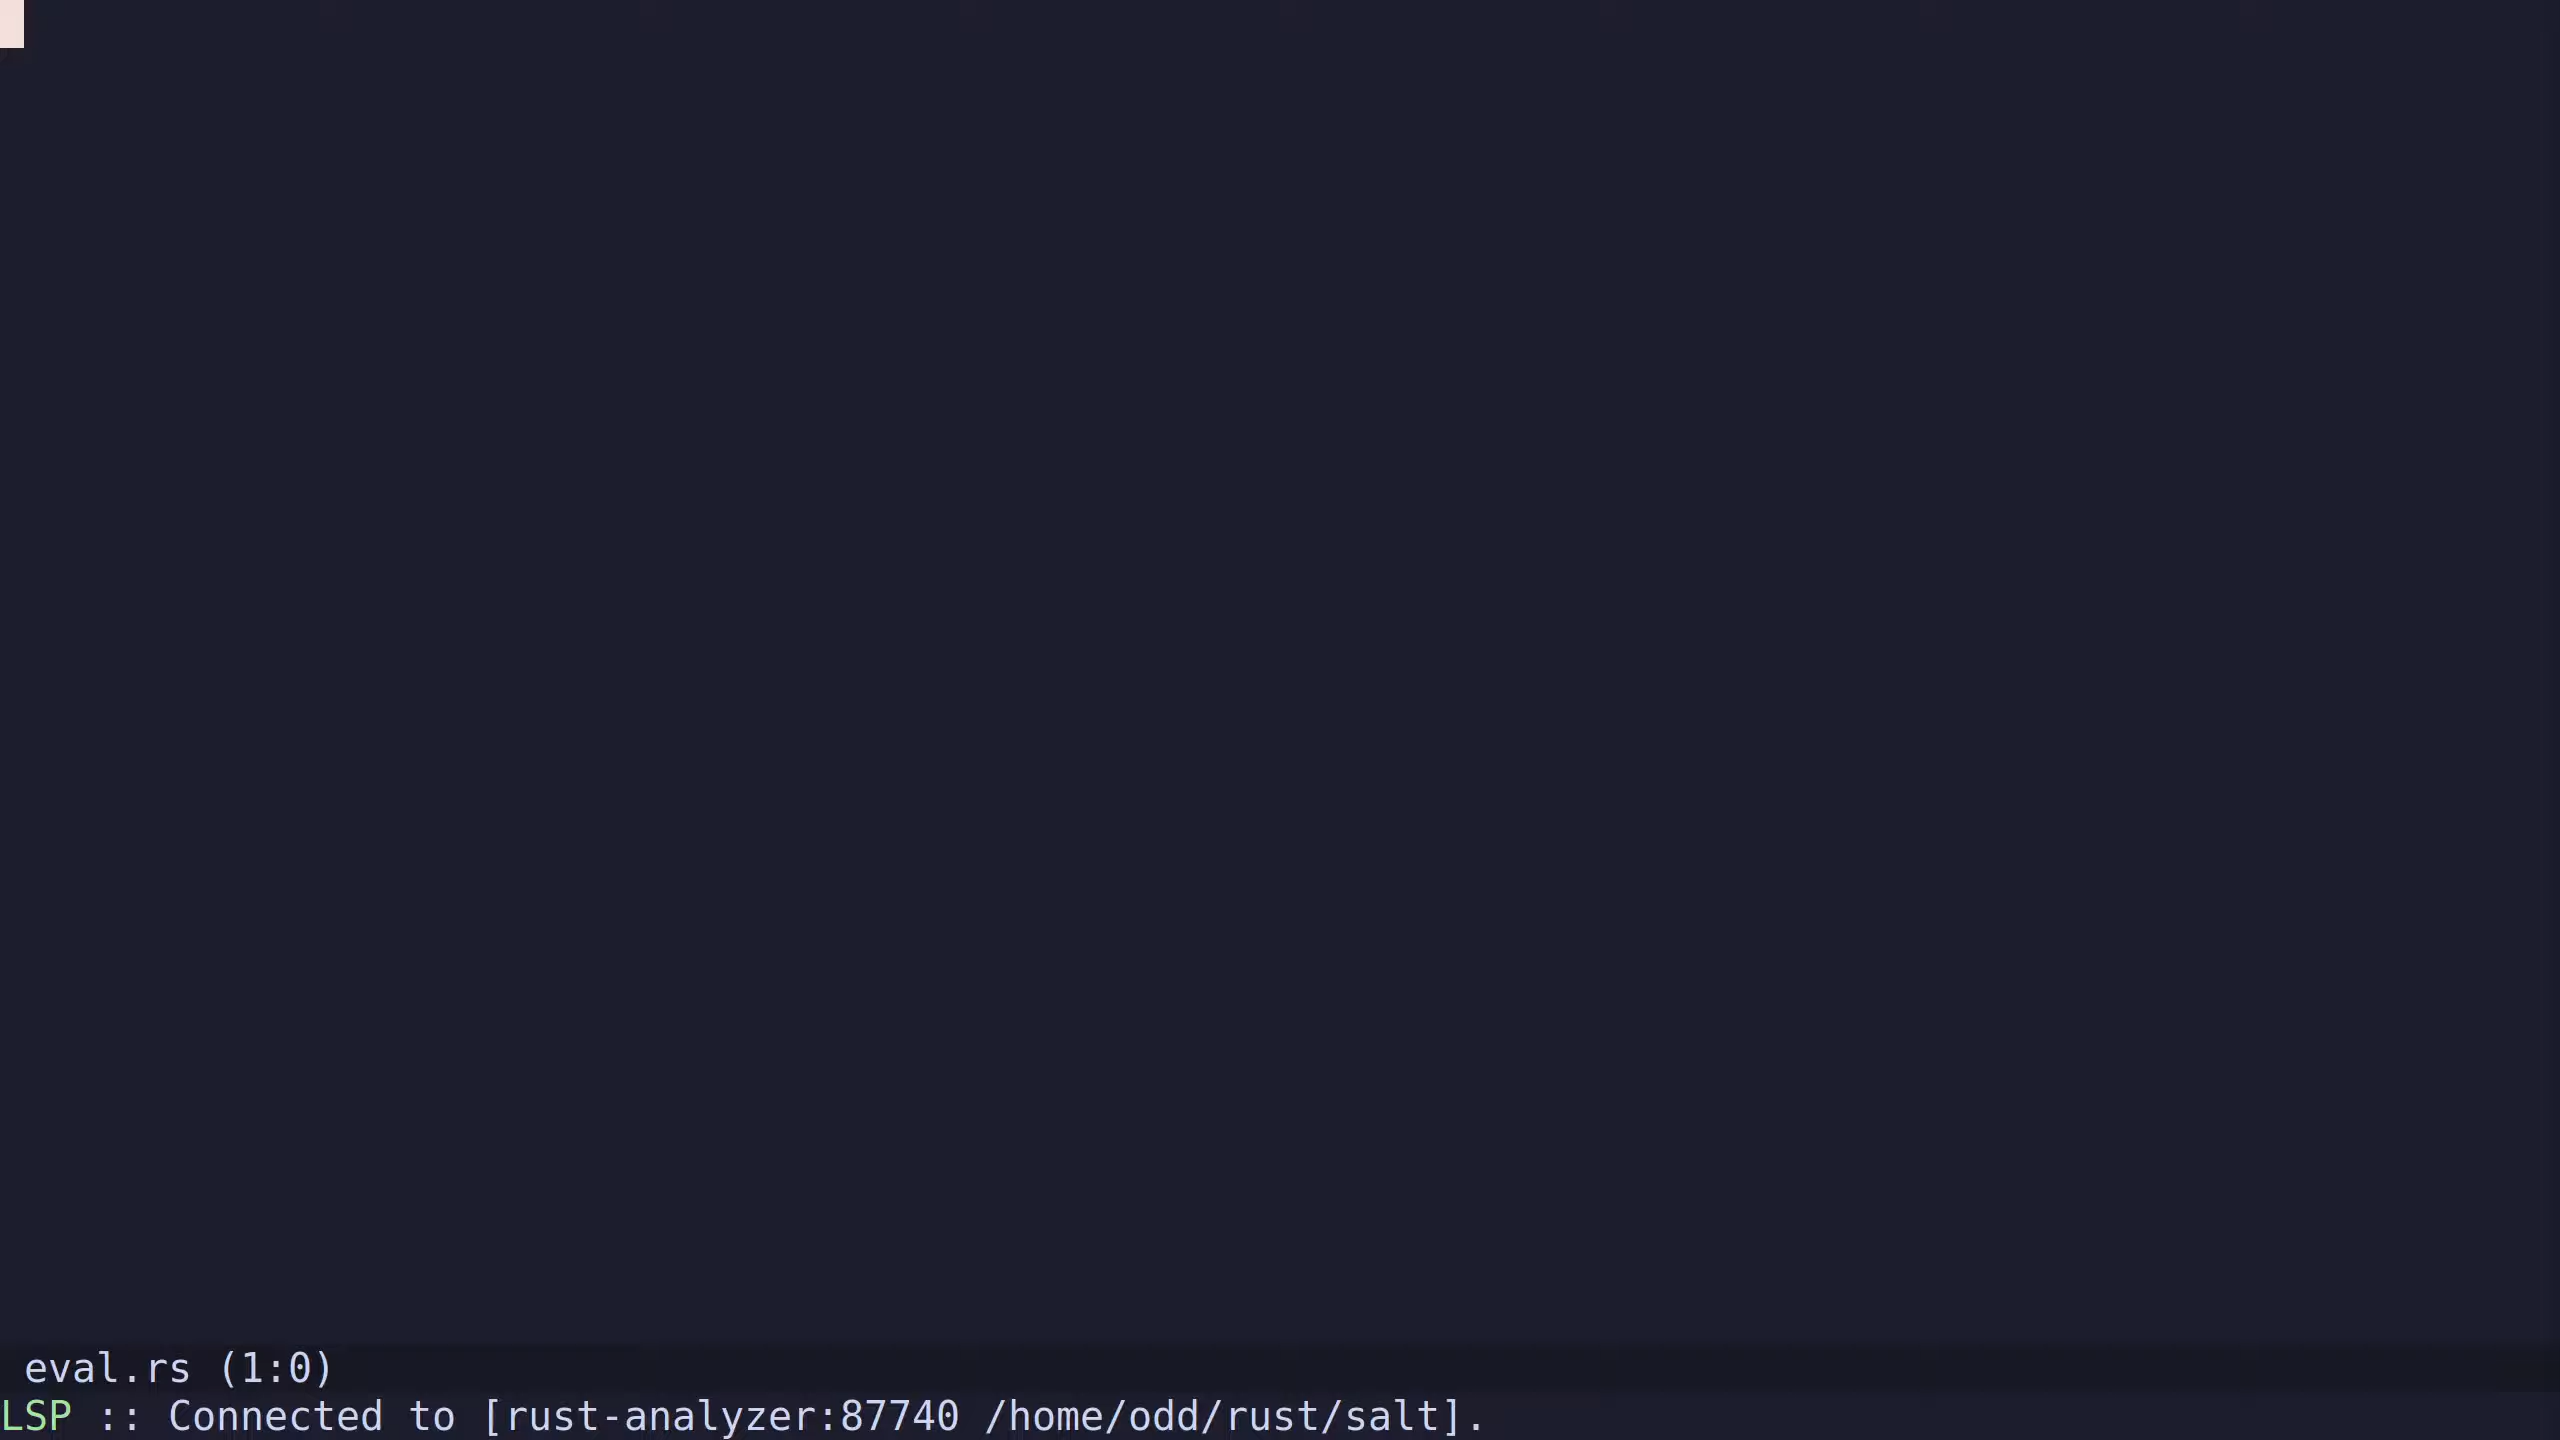 eval.rs (1:0)
LSP :: Connected to [rust-analyzer:87740 /home/odd/rust/salt].